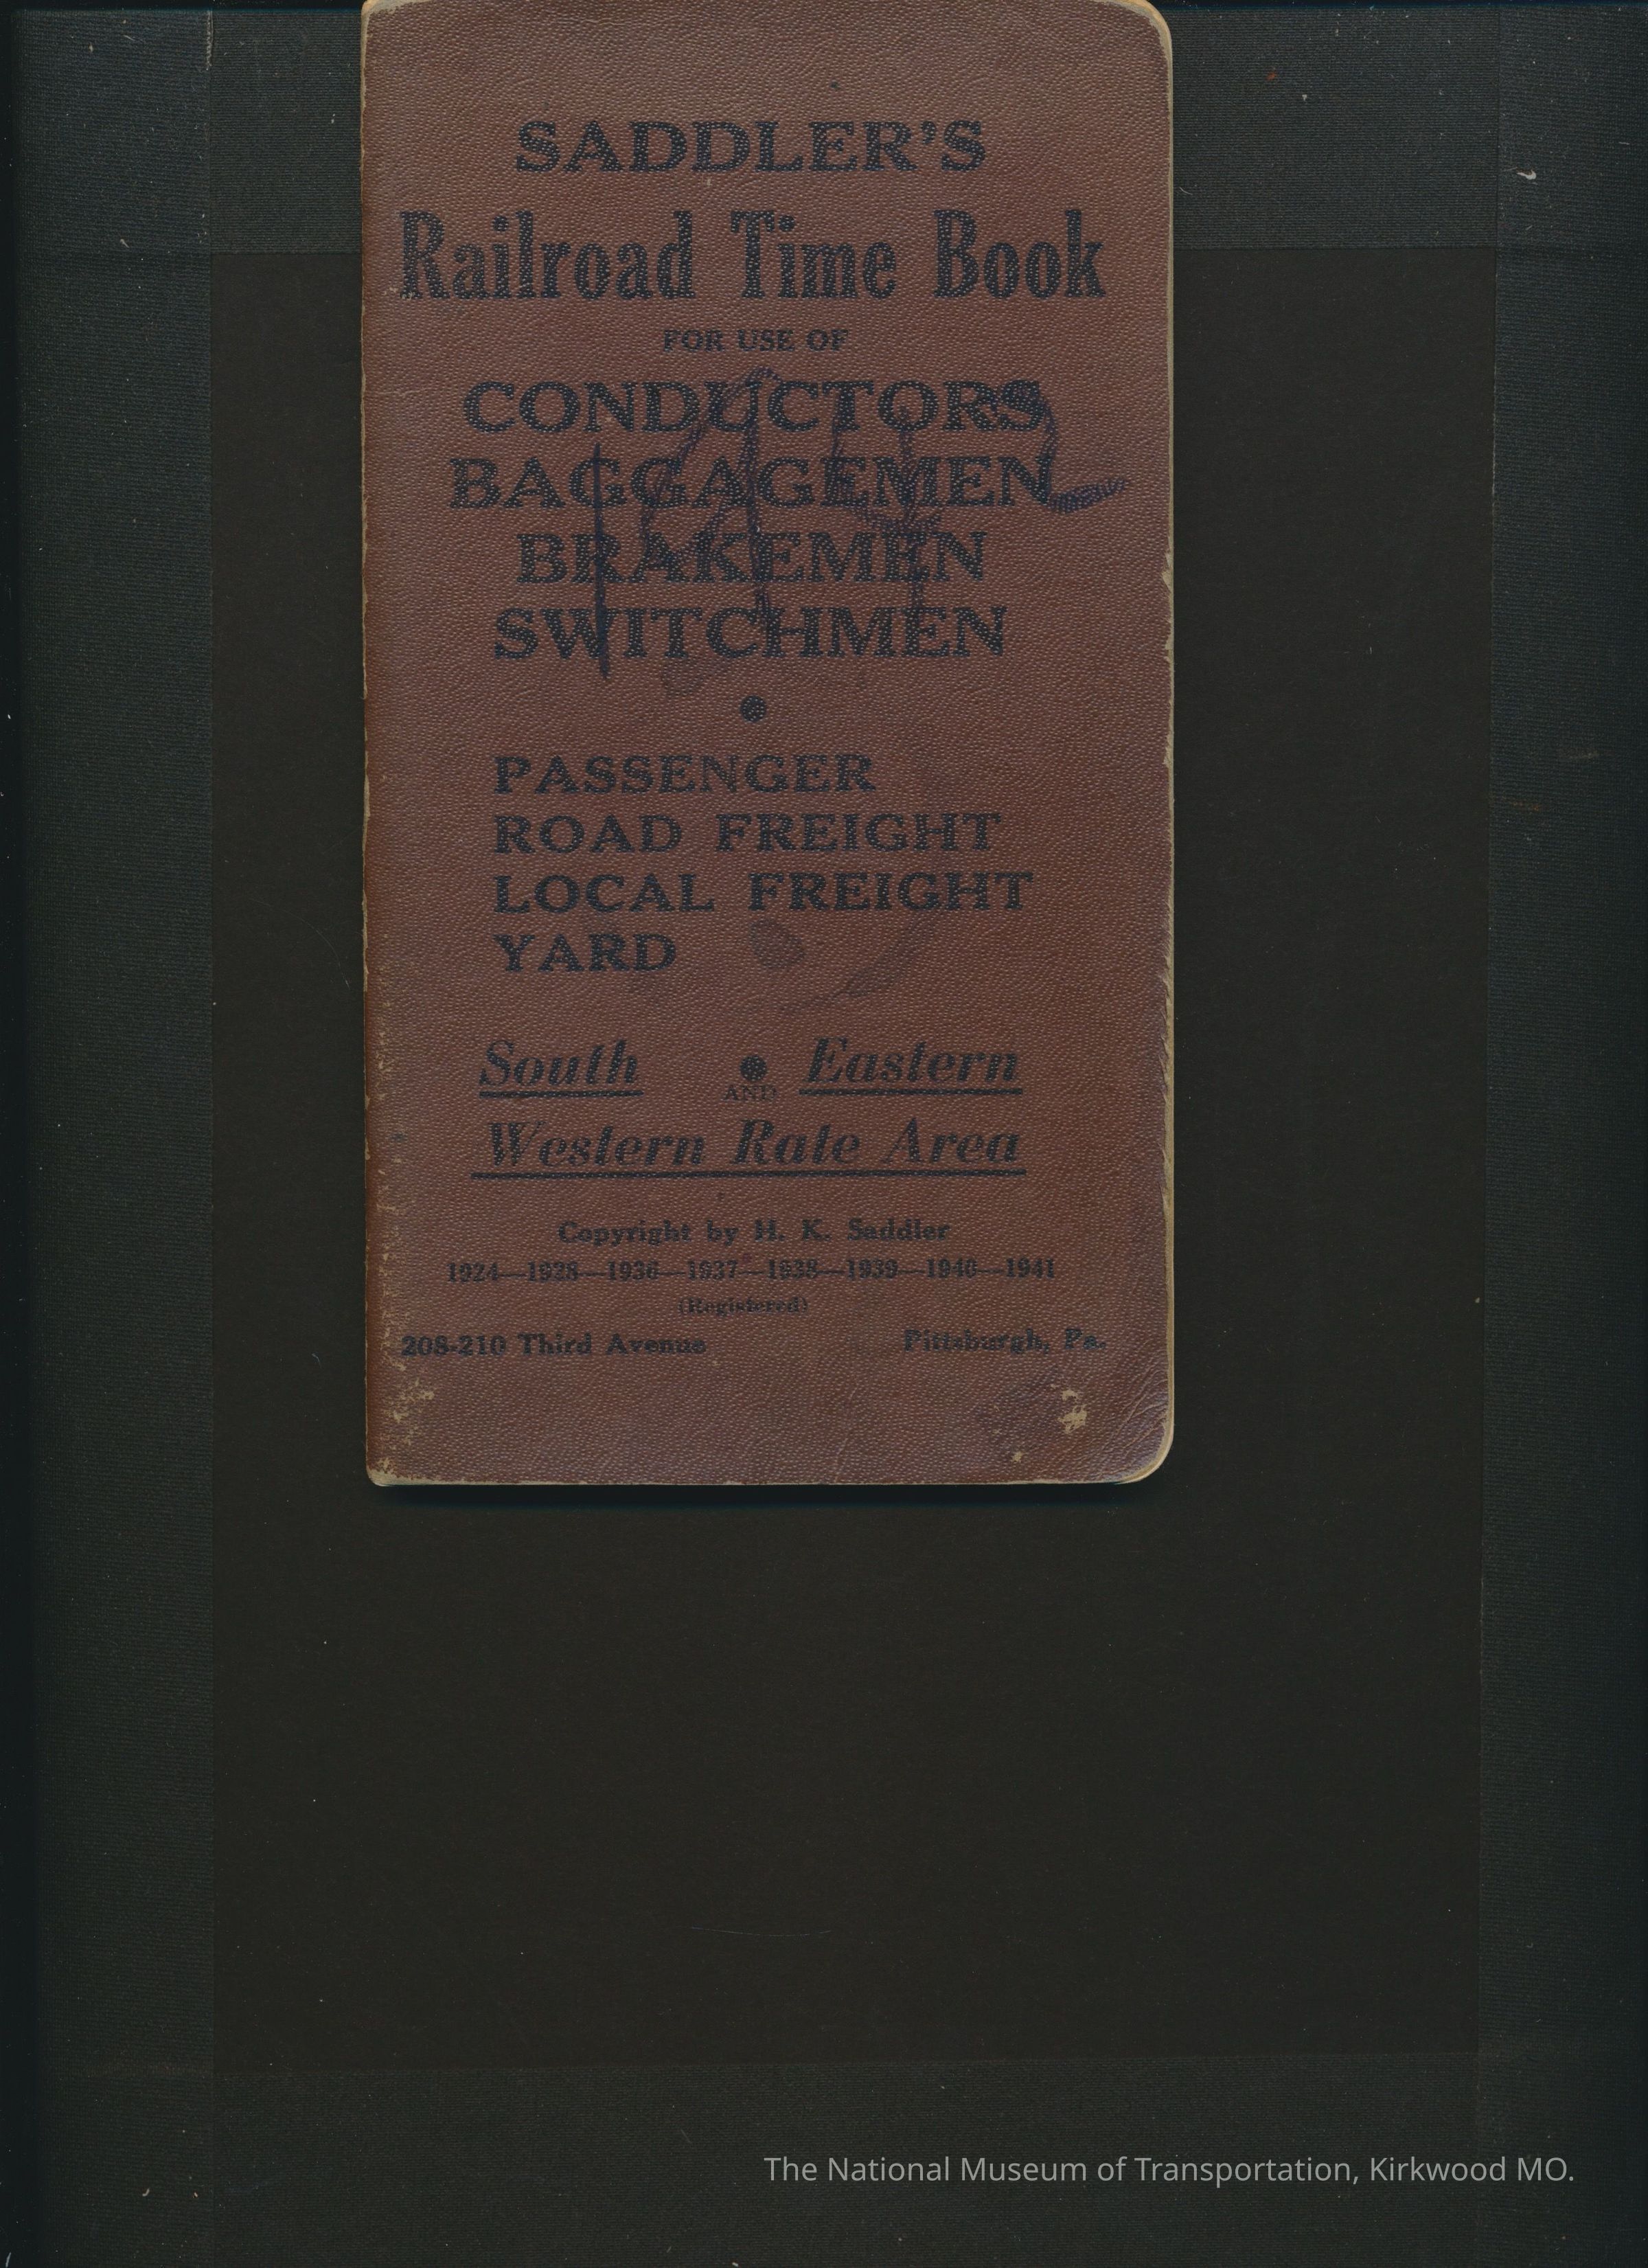 SADDLER'S
Railroad Time Book
FOR USE OF
CONDUCTORS
BAGGAGEMEN
BRAKEMEN
SWITCHMEN
PASSENGER
ROAD FREIGHT
LOCAL FREIGHT
YARD
South AND Eastern
Western Rate Area
Copyright by H. K. Saddler
1924—1928—1936—1937—1938—1939—1940—1941
(Registered)
208-210 Third Avenue Pittsburgh, Pa.
The National Museum of Transportation, Kirkwood MO.